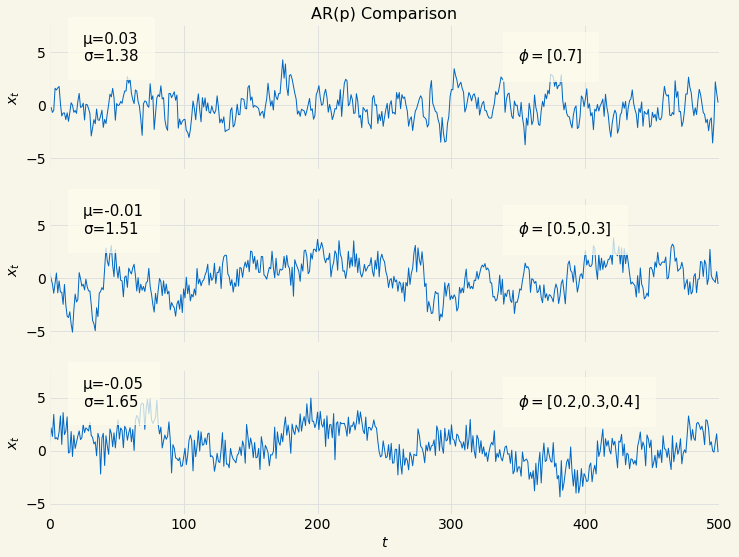 AR(p) Comparison
μ=0.03
σ=1.38
ϕ = [0.7]
5
0
−5
x_t
μ=-0.01
σ=1.51
ϕ = [0.5,0.3]
5
0
−5
x_t
μ=-0.05
σ=1.65
ϕ = [0.2,0.3,0.4]
5
0
−5
x_t
0 100 200 300 400 500
t